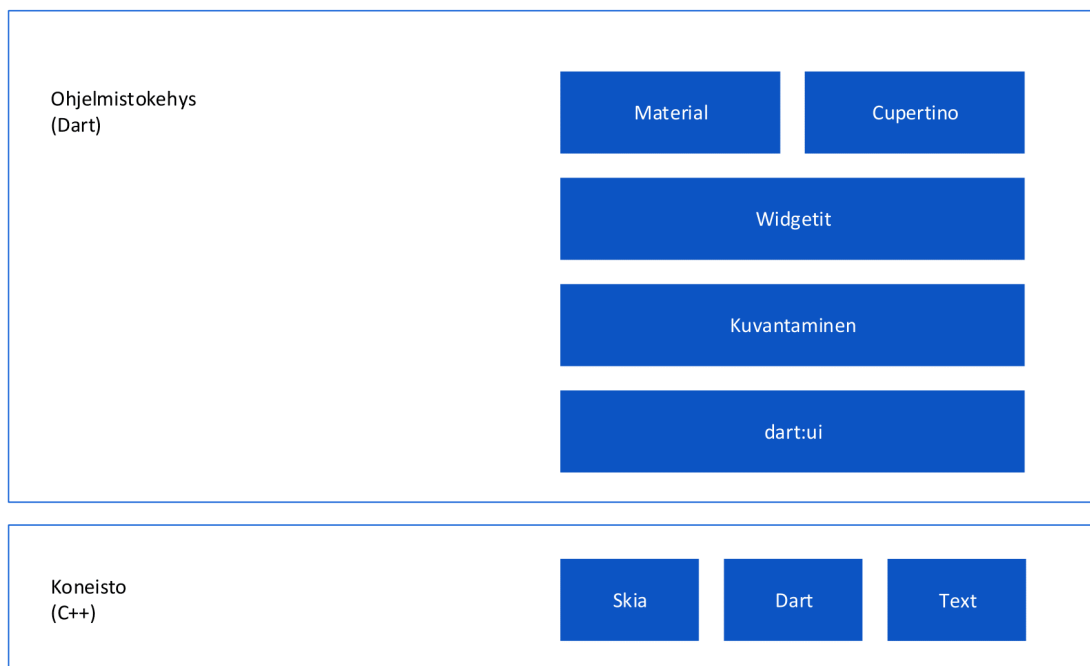 Ohjelmistokehys
(Dart)
Material
Cupertino
Widgetit
Kuvantaminen
dart:ui
Koneisto
(C++)
Skia
Dart
Text